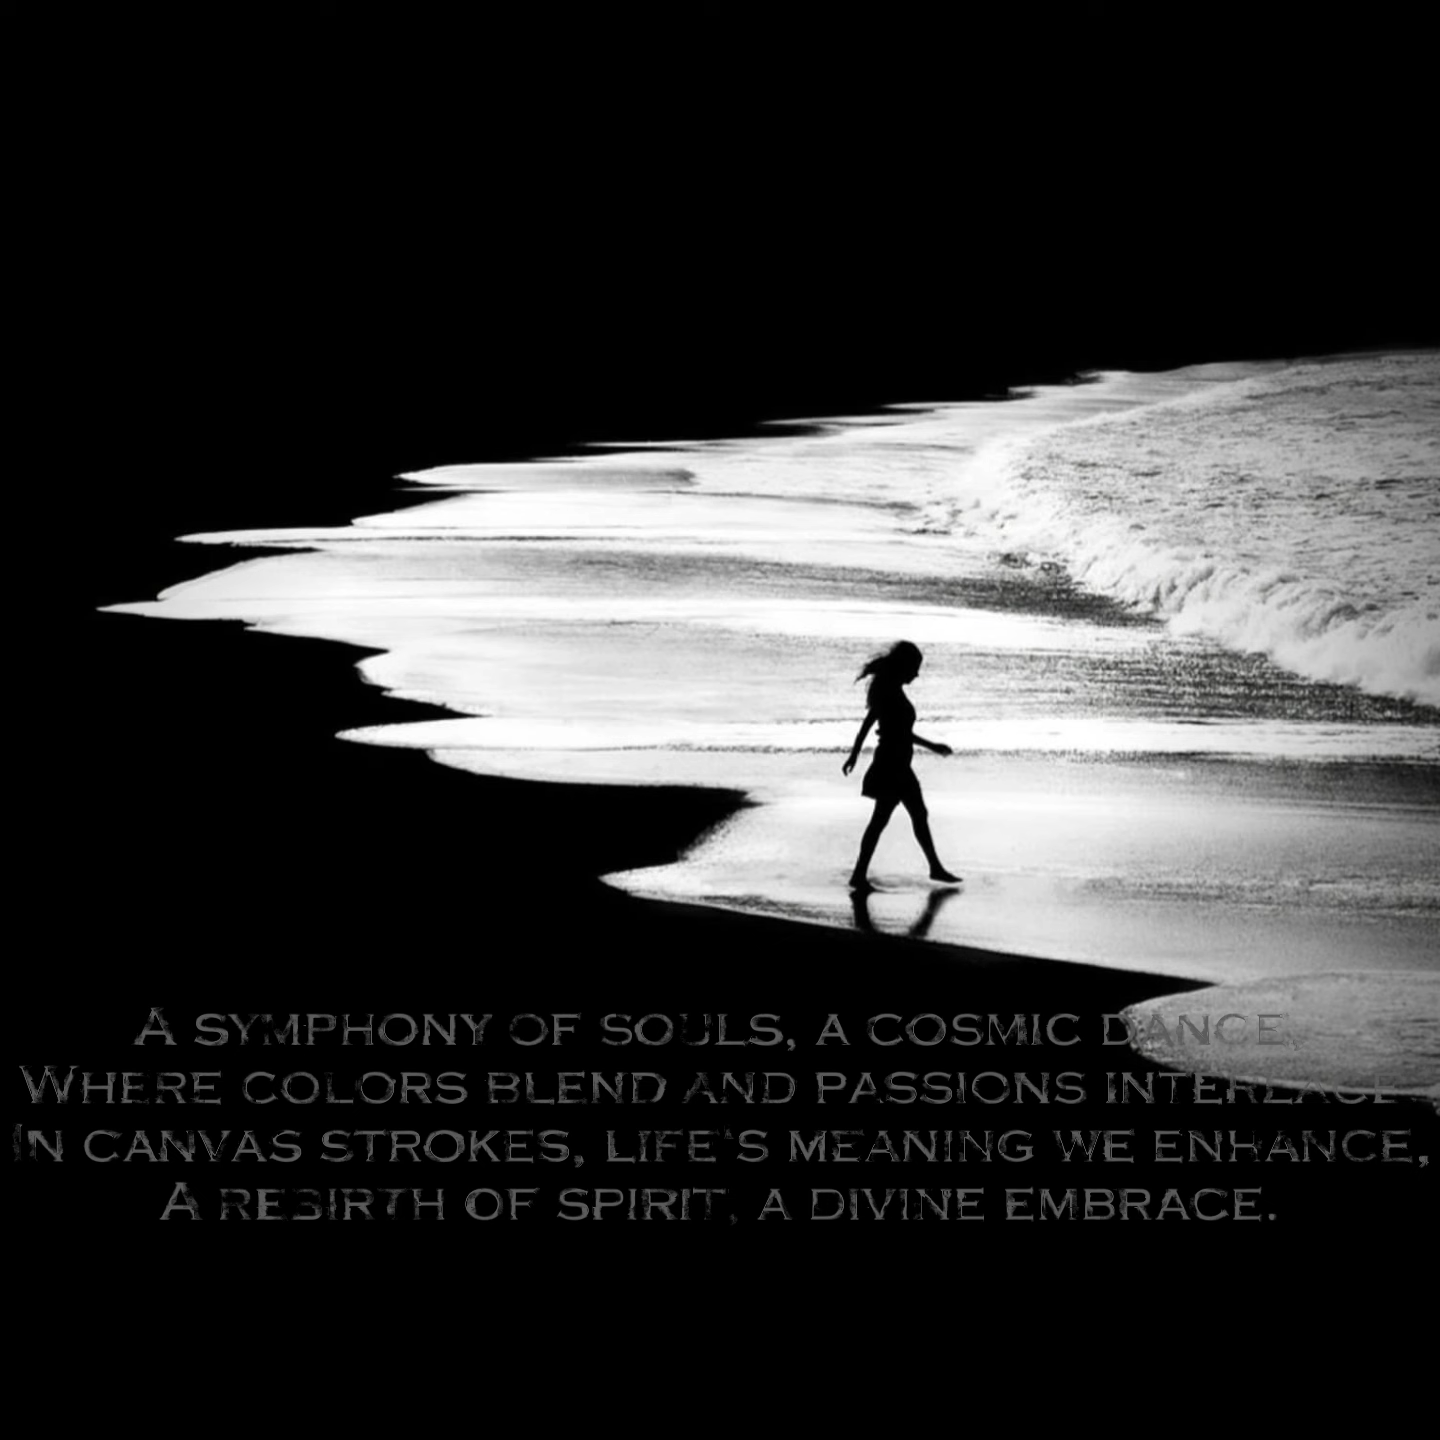 A SYMPHONY OF SOULS, A COSMIC DANCE,
WHERE COLORS BLEND AND PASSIONS INTERLACE
IN CANVAS STROKES, LIFE'S MEANING WE ENHANCE,
A REBIRTH OF SPIRIT, A DIVINE EMBRACE.